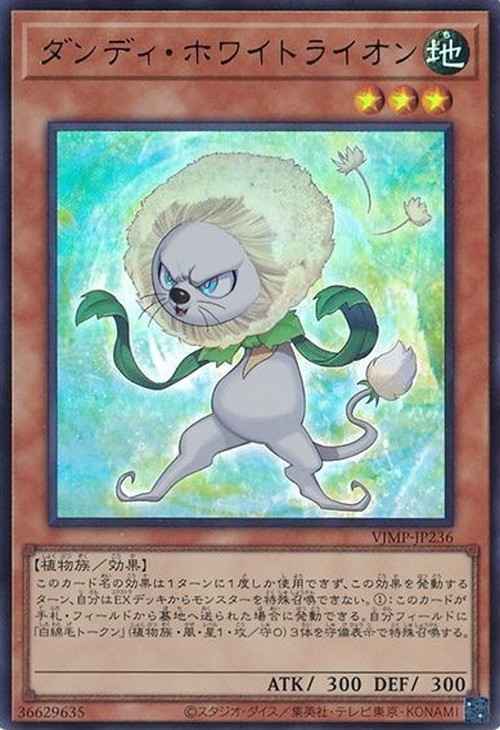 ダンディ・ホワイトライオン 地
VJMP-JP236
【植物族／効果】
このカード名の効果は１ターンに１度しか使用できず、この効果を発動する
ターン、自分はEXデッキからモンスターを特殊召喚できない。①：このカードが
手札・フィールドから墓地へ送られた場合に発動できる。自分フィールドに
「白綿毛トークン」（植物族・風・星１・攻／守０）３体を守備表示で特殊召喚する。
ATK/ 300 DEF/ 300
36629635 ©スタジオ・ダイス／集英社・テレビ東京・KONAMI